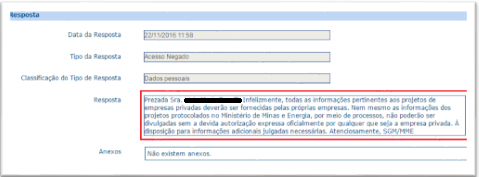 Resposta
Data da Resposta 22/11/2016 11:58
Tipo da Resposta Acesso Negado
Classificação do Tipo de Resposta Dados pessoais
Resposta Prezada Sra. Infelizmente, todas as informações pertinentes aos projetos de
empresas privadas deverão ser fornecidas pelas próprias empresas. Nem mesmo as informações dos
projetos protocolados no Ministério de Minas e Energia, por meio de processos, não poderão ser
divulgadas sem a devida autorização expressa oficialmente por qualquer que seja a empresa privada. À
disposição para informações adicionais julgadas necessárias. Atenciosamente, SGM/MME
Anexos Não existem anexos.